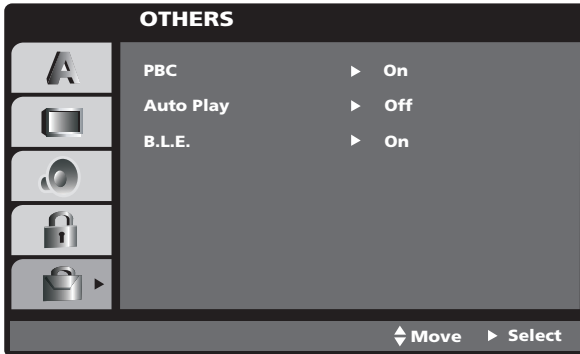 OTHERS
A
PBC ► On
Auto Play ► Off
B.L.E. ► On
Move ► Select